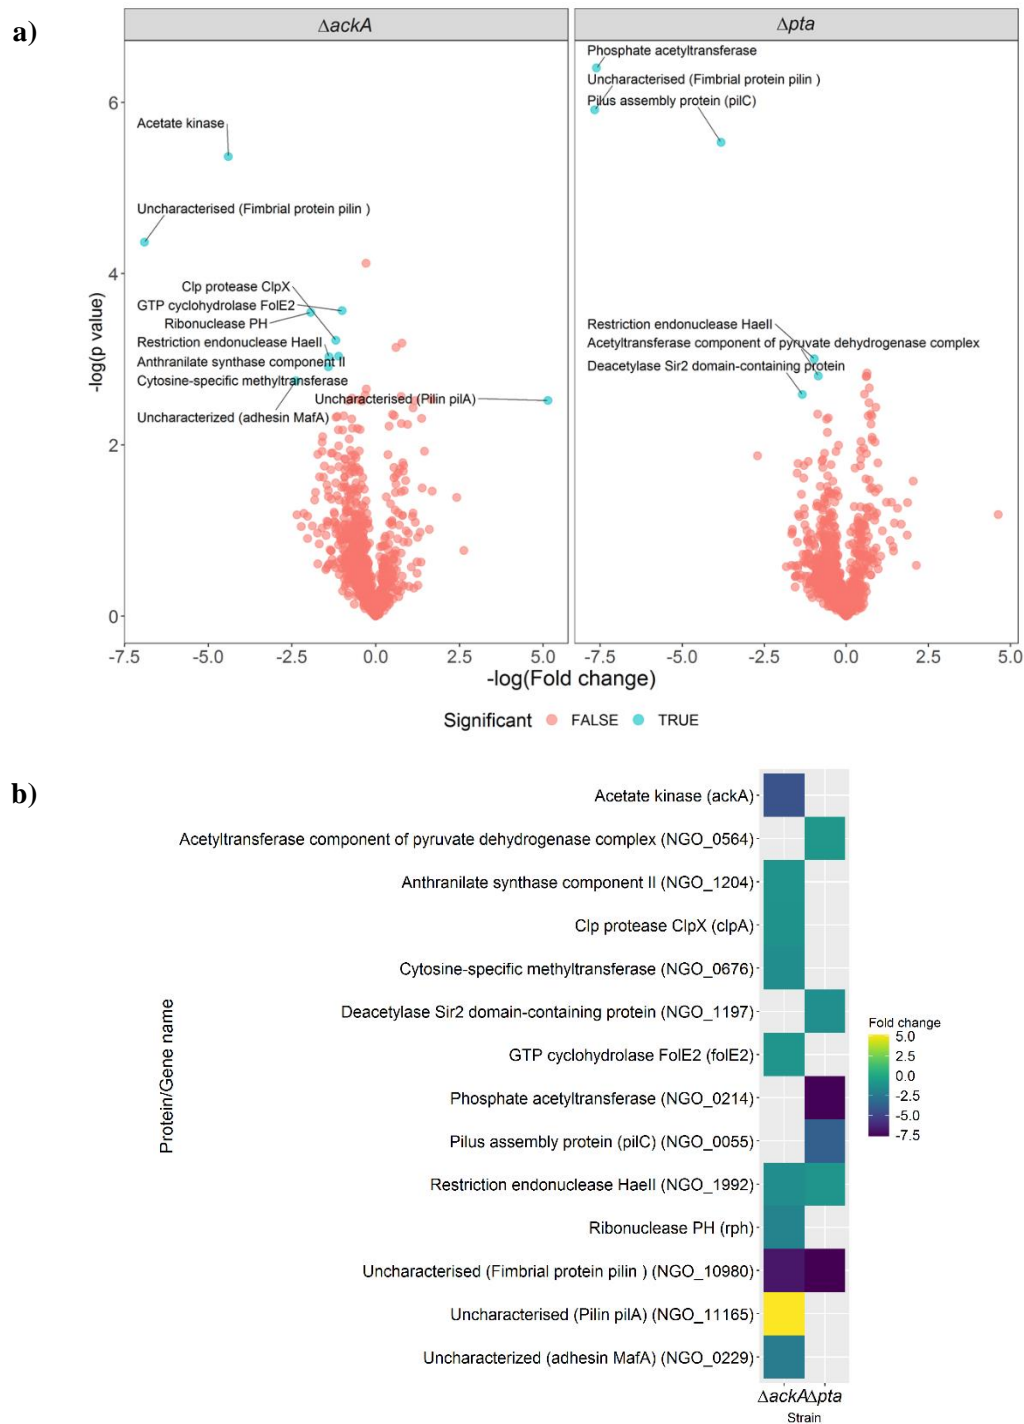 a)
ΔackA
Δpta
Phosphate acetyltransferase
Uncharacterised (Fimbrial protein pilin )
Pilus assembly protein (pilC)
Acetate kinase
Uncharacterised (Fimbrial protein pilin )
Clp protease ClpX
GTP cyclohydrolase FolE2
Ribonuclease PH
Restriction endonuclease HaeII
Anthranilate synthase component II
Cytosine-specific methyltransferase
Uncharacterised (Pilin pilA)
Uncharacterized (adhesin MafA)
Restriction endonuclease HaeII
Acetyltransferase component of pyruvate dehydrogenase complex
Deacetylase Sir2 domain-containing protein
-log(p value)
6
4
2
0
-7.5 -5.0 -2.5 0.0 2.5 5.0
-7.5 -5.0 -2.5 0.0 2.5 5.0
-log(Fold change)
Significant FALSE TRUE
b)
Protein/Gene name
Acetate kinase (ackA)
Acetyltransferase component of pyruvate dehydrogenase complex (NGO_0564)
Anthranilate synthase component II (NGO_1204)
Clp protease ClpX (clpA)
Cytosine-specific methyltransferase (NGO_0676)
Deacetylase Sir2 domain-containing protein (NGO_1197)
GTP cyclohydrolase FolE2 (folE2)
Phosphate acetyltransferase (NGO_0214)
Pilus assembly protein (pilC) (NGO_0055)
Restriction endonuclease HaeII (NGO_1992)
Ribonuclease PH (rph)
Uncharacterised (Fimbrial protein pilin ) (NGO_10980)
Uncharacterised (Pilin pilA) (NGO_11165)
Uncharacterized (adhesin MafA) (NGO_0229)
Fold change
5.0
2.5
0.0
-2.5
-5.0
-7.5
ΔackA Δpta
Strain